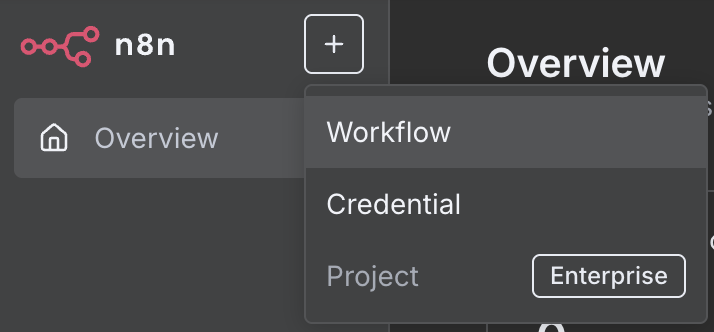 n8n
+
Overview
Overview
Workflow
Credential
Project
Enterprise